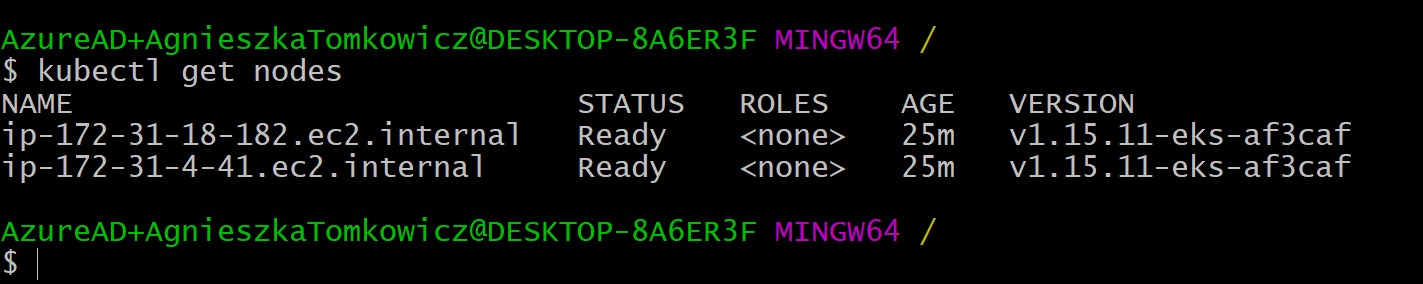 AzureAD+AgnieszkaTomkowicz@DESKTOP-8A6ER3F MINGW64 /
$ kubectl get nodes
NAME STATUS ROLES AGE VERSION
ip-172-31-18-182.ec2.internal Ready <none> 25m v1.15.11-eks-af3caf
ip-172-31-4-41.ec2.internal Ready <none> 25m v1.15.11-eks-af3caf
AzureAD+AgnieszkaTomkowicz@DESKTOP-8A6ER3F MINGW64 /
$